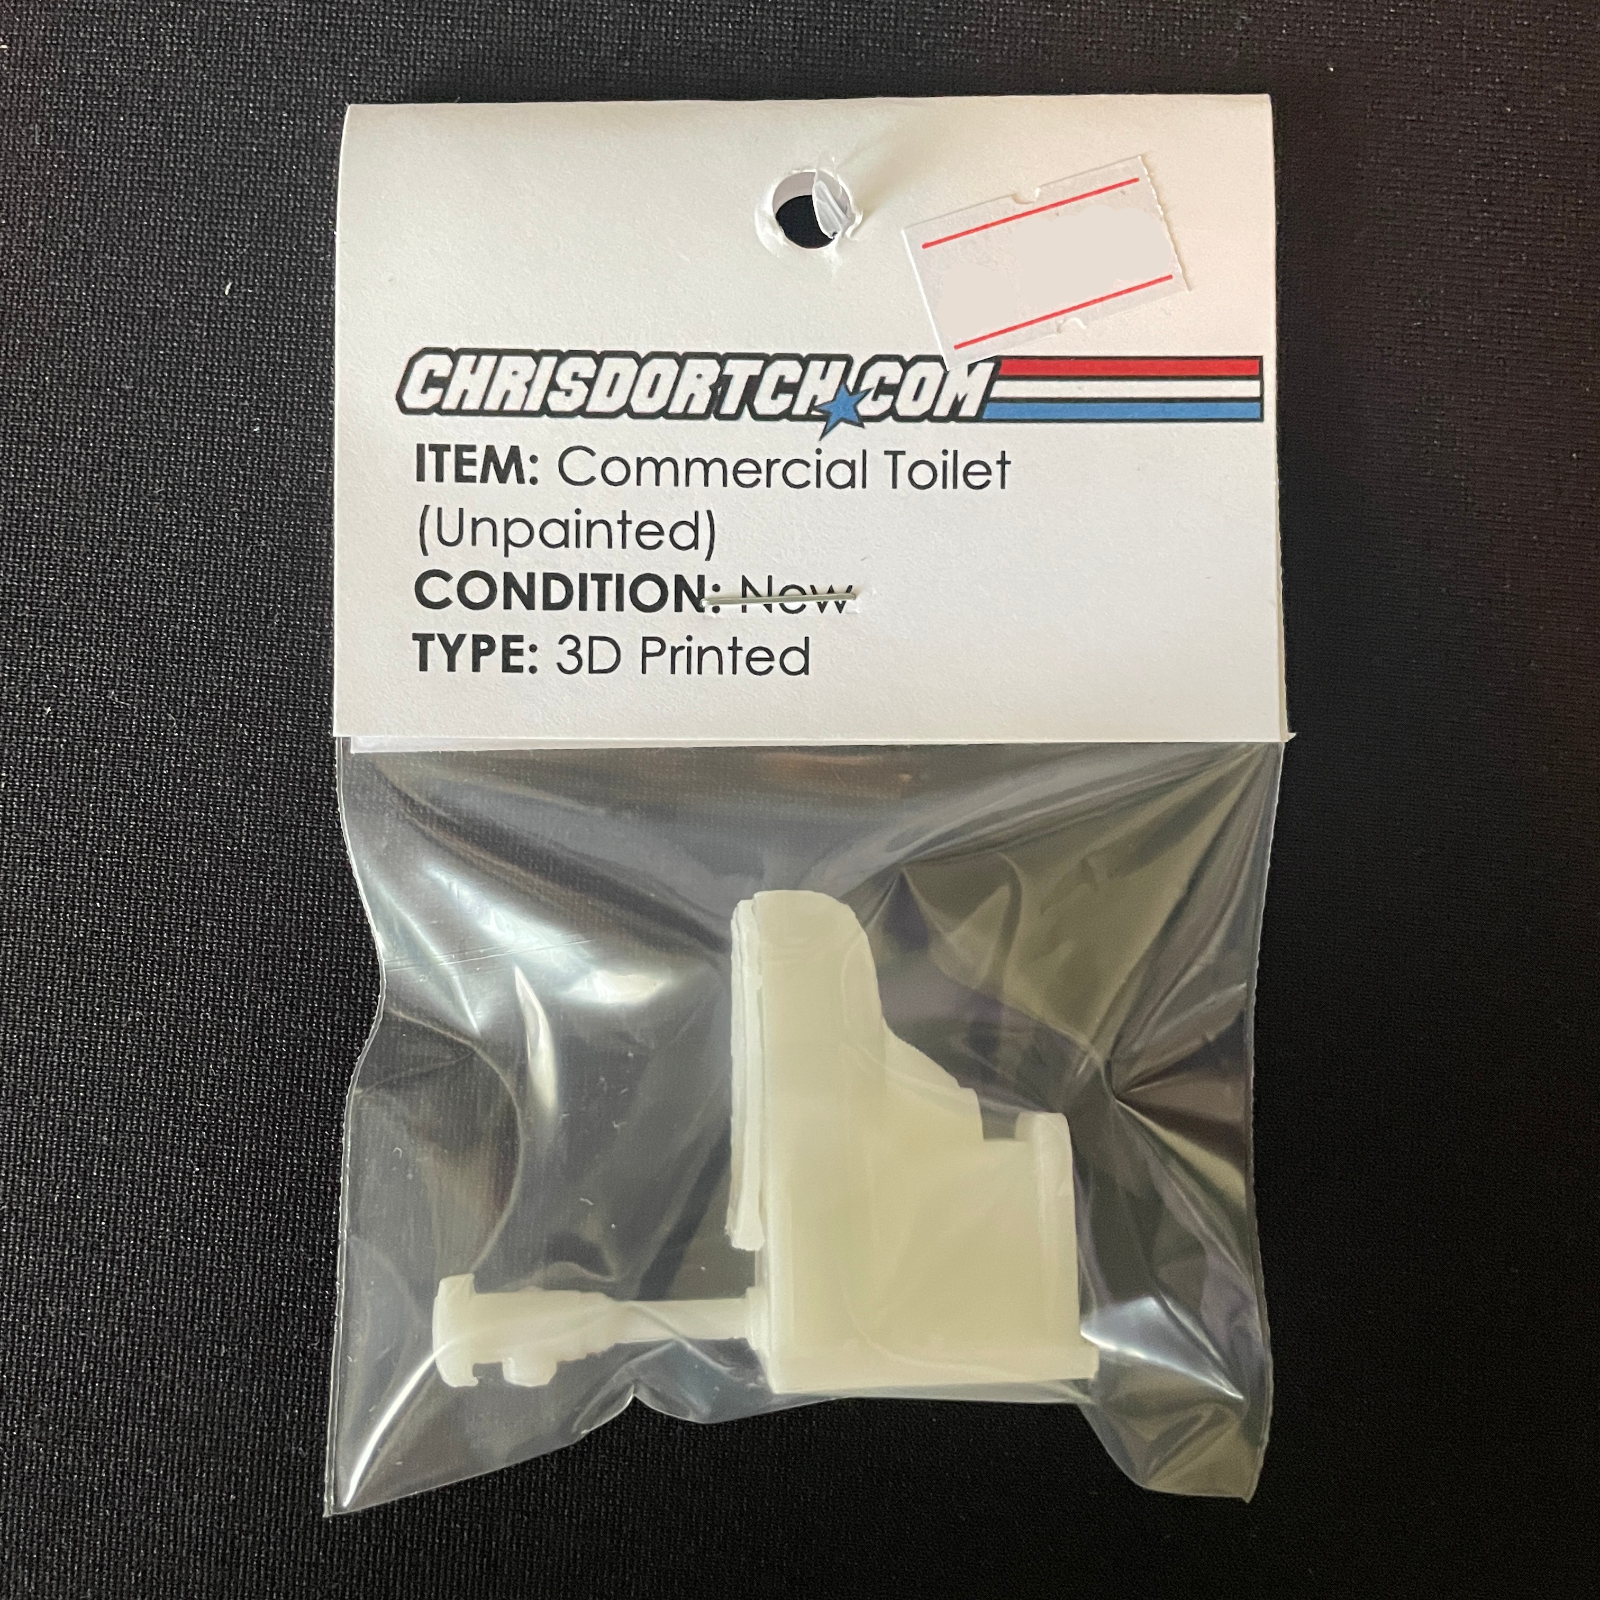 CHRISDORTCH.COM
ITEM: Commercial Toilet
(Unpainted)
CONDITION: New
TYPE: 3D Printed